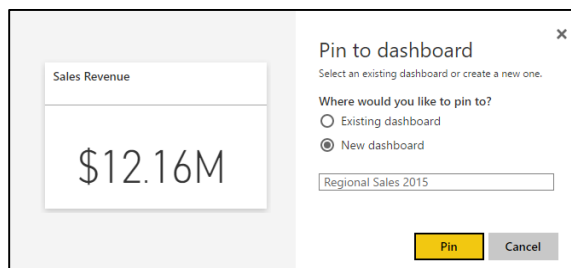 Sales Revenue
$12.16M
Pin to dashboard
Select an existing dashboard or create a new one.
Where would you like to pin to?
Existing dashboard
New dashboard
Regional Sales 2015
Pin
Cancel